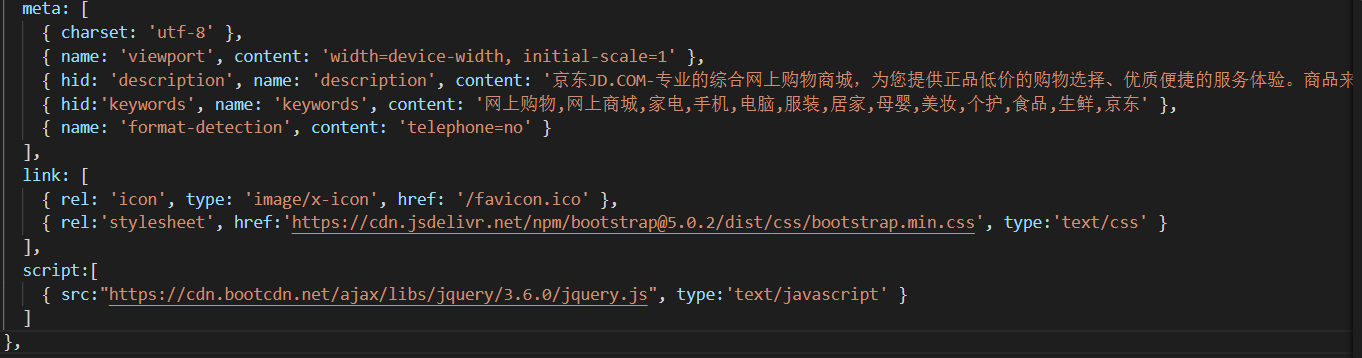 meta: [
{ charset: 'utf-8' },
{ name: 'viewport', content: 'width=device-width, initial-scale=1' },
{ hid: 'description', name: 'description', content: '京东JD.COM-专业的综合网上购物商城，为您提供正品低价的购物选择、优质便捷的服务体验。商品来
{ hid:'keywords', name: 'keywords', content: '网上购物,网上商城,家电,手机,电脑,服装,居家,母婴,美妆,个护,食品,生鲜,京东' },
{ name: 'format-detection', content: 'telephone=no' }
],
link: [
{ rel: 'icon', type: 'image/x-icon', href: '/favicon.ico' },
{ rel:'stylesheet', href:'https://cdn.jsdelivr.net/npm/bootstrap@5.0.2/dist/css/bootstrap.min.css', type:'text/css' }
],
script:[
{ src:"https://cdn.bootcdn.net/ajax/libs/jquery/3.6.0/jquery.js", type:'text/javascript' }
]
},